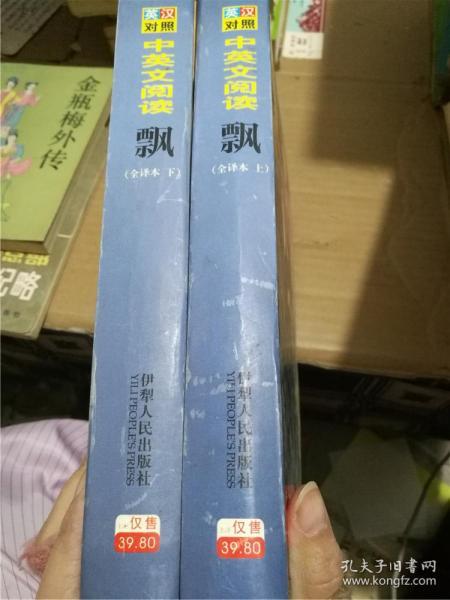 英汉
对照
中英文阅读
飘
(全译本 下)
伊犁人民出版社
YILI PEOPLE'S PRESS
仅售
39.80
英汉
对照
中英文阅读
飘
(全译本 上)
伊犁人民出版社
YILI PEOPLE'S PRESS
仅售
39.80
金瓶梅外传
纪略
孔夫子旧书网
www.kongfz.com